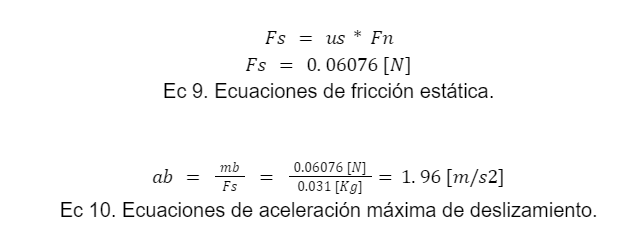 Fs = us * Fn
Fs = 0.06076 [N]
Ec 9. Ecuaciones de fricción estática.
ab = mb/Fs = 0.06076 [N]/0.031 [Kg] = 1.96 [m/s2]
Ec 10. Ecuaciones de aceleración máxima de deslizamiento.